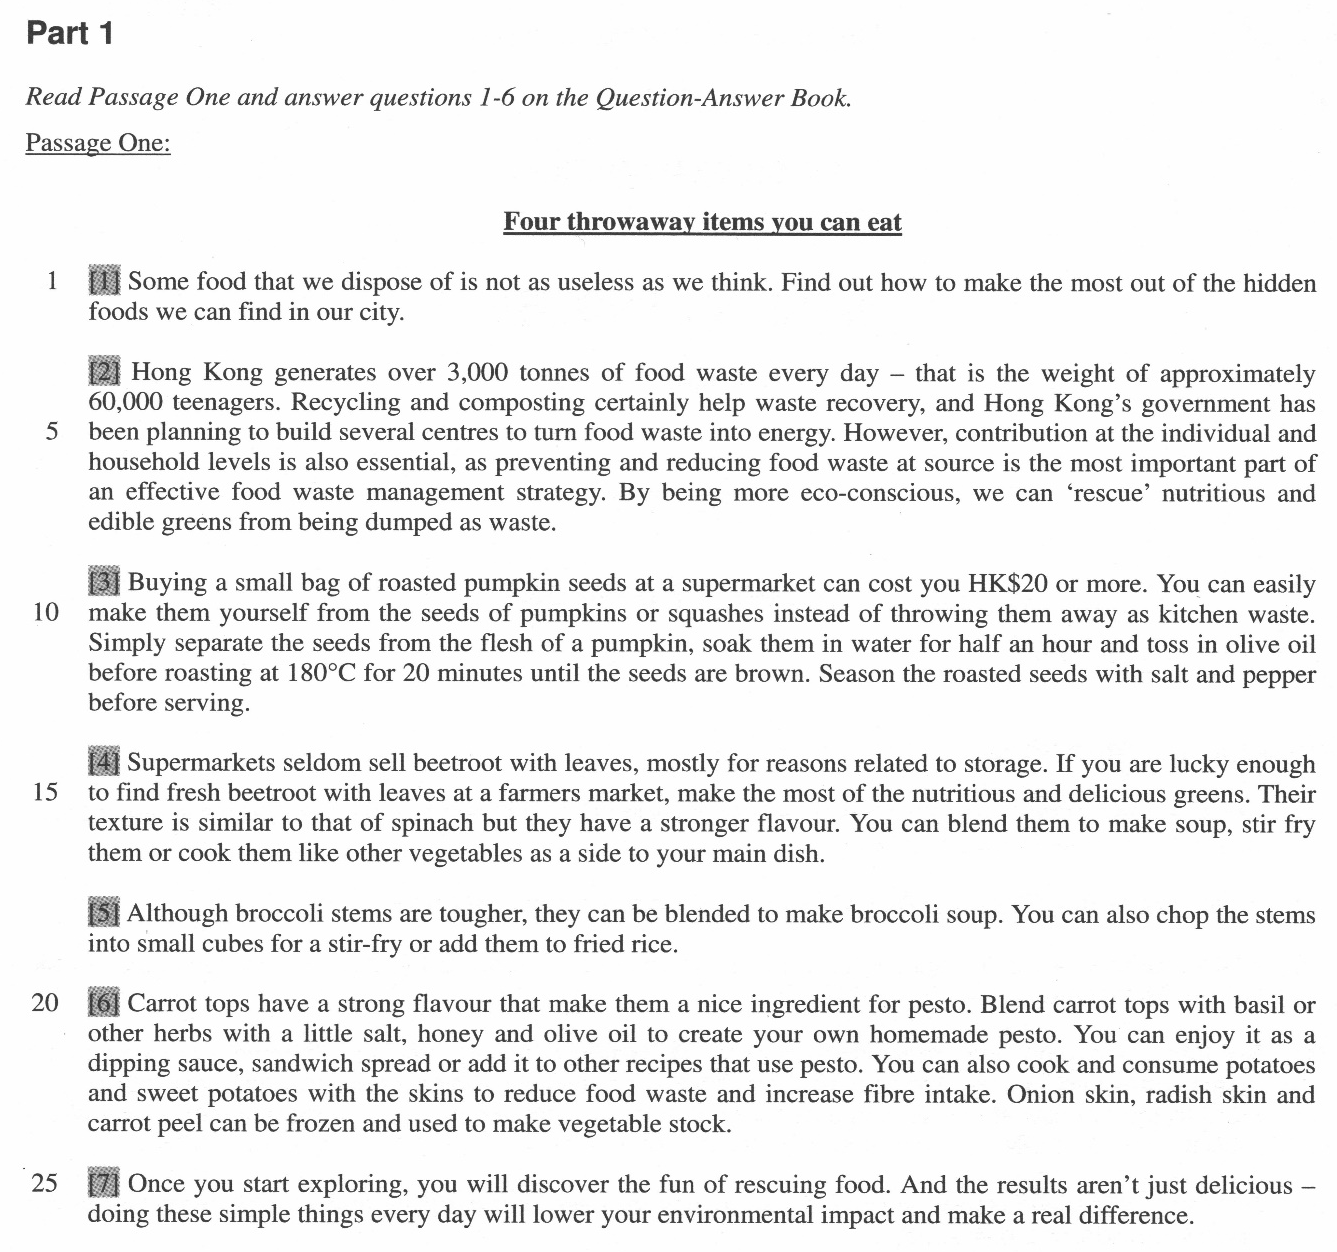 Part 1
Read Passage One and answer questions 1-6 on the Question-Answer Book.
Passage One:
Four throwaway items you can eat
1 [1] Some food that we dispose of is not as useless as we think. Find out how to make the most out of the hidden
foods we can find in our city.
[2] Hong Kong generates over 3,000 tonnes of food waste every day – that is the weight of approximately
60,000 teenagers. Recycling and composting certainly help waste recovery, and Hong Kong's government has
5 been planning to build several centres to turn food waste into energy. However, contribution at the individual and
household levels is also essential, as preventing and reducing food waste at source is the most important part of
an effective food waste management strategy. By being more eco-conscious, we can 'rescue' nutritious and
edible greens from being dumped as waste.
[3] Buying a small bag of roasted pumpkin seeds at a supermarket can cost you HK$20 or more. You can easily
10 make them yourself from the seeds of pumpkins or squashes instead of throwing them away as kitchen waste.
Simply separate the seeds from the flesh of a pumpkin, soak them in water for half an hour and toss in olive oil
before roasting at 180°C for 20 minutes until the seeds are brown. Season the roasted seeds with salt and pepper
before serving.
[4] Supermarkets seldom sell beetroot with leaves, mostly for reasons related to storage. If you are lucky enough
15 to find fresh beetroot with leaves at a farmers market, make the most of the nutritious and delicious greens. Their
texture is similar to that of spinach but they have a stronger flavour. You can blend them to make soup, stir fry
them or cook them like other vegetables as a side to your main dish.
[5] Although broccoli stems are tougher, they can be blended to make broccoli soup. You can also chop the stems
into small cubes for a stir-fry or add them to fried rice.
20 [6] Carrot tops have a strong flavour that make them a nice ingredient for pesto. Blend carrot tops with basil or
other herbs with a little salt, honey and olive oil to create your own homemade pesto. You can enjoy it as a
dipping sauce, sandwich spread or add it to other recipes that use pesto. You can also cook and consume potatoes
and sweet potatoes with the skins to reduce food waste and increase fibre intake. Onion skin, radish skin and
carrot peel can be frozen and used to make vegetable stock.
25 [7] Once you start exploring, you will discover the fun of rescuing food. And the results aren't just delicious –
doing these simple things every day will lower your environmental impact and make a real difference.